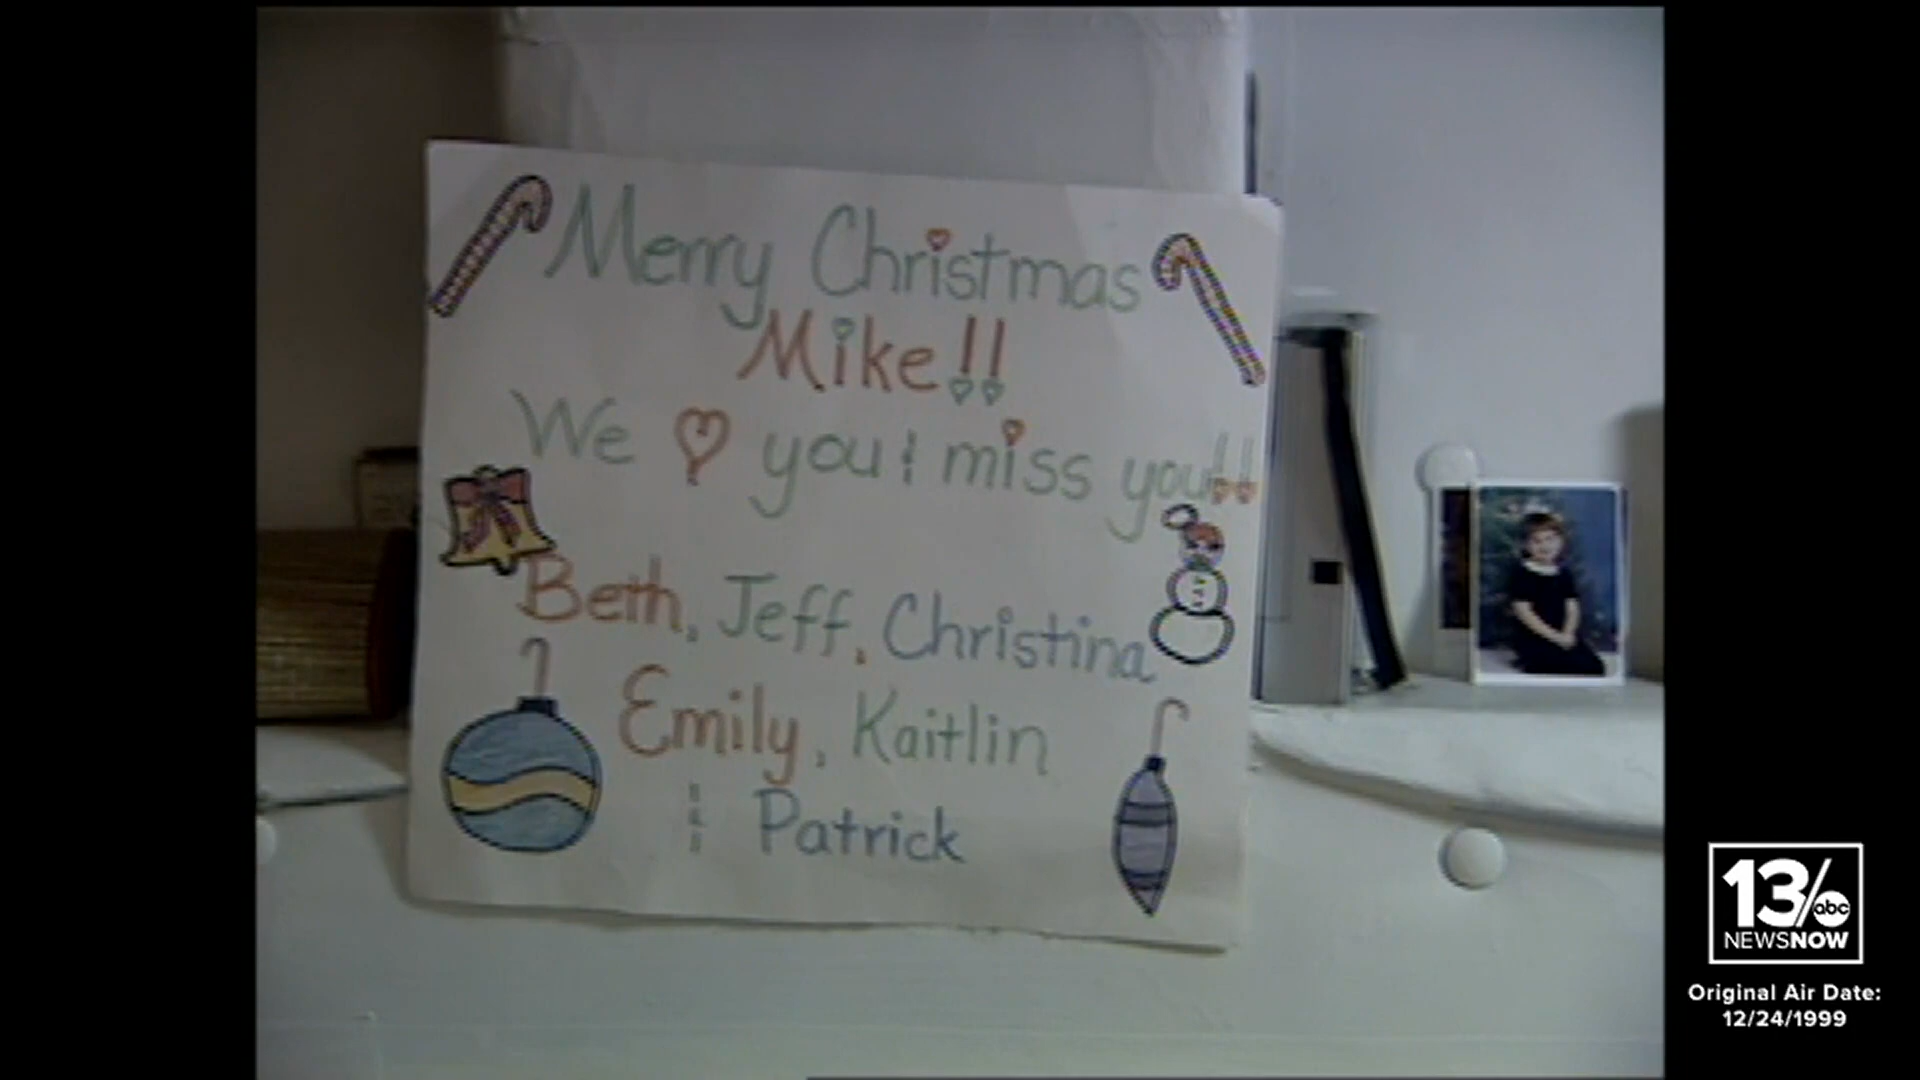 Merry Christmas
Mike!!
We ♡ you & miss you!!
Beth, Jeff, Christina
Emily, Kaitlin
& Patrick
13/abc
NEWSNOW
Original Air Date:
12/24/1999